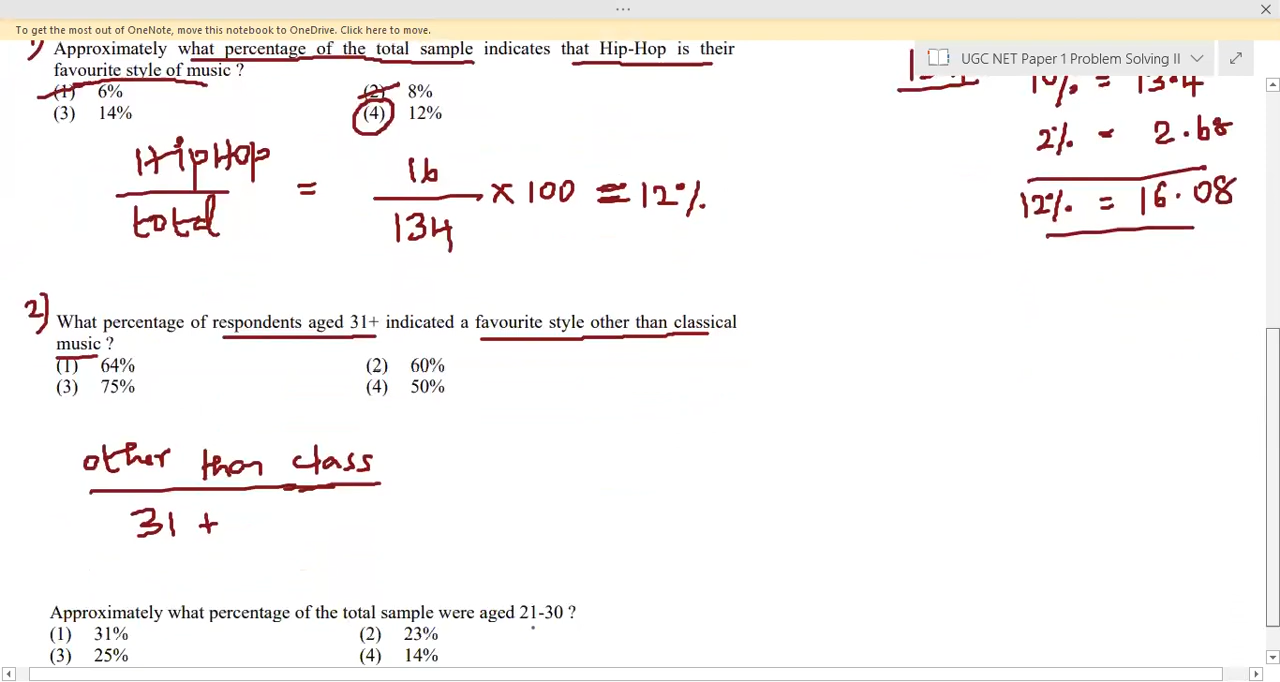 To get the most out of OneNote, move this notebook to OneDrive. Click here to move.
UGC NET Paper 1 Problem Solving II
1) Approximately what percentage of the total sample indicates that Hip-Hop is their
favourite style of music ?
(1) 6% (2) 8%
(3) 14% (4) 12%
10% = 13.4
2% = 2.68
12% = 16.08
HipHop
total
=
16
134
× 100 = 12%
2) What percentage of respondents aged 31+ indicated a favourite style other than classical
music ?
(1) 64% (2) 60%
(3) 75% (4) 50%
other than class
31 +
Approximately what percentage of the total sample were aged 21-30 ?
(1) 31% (2) 23%
(3) 25% (4) 14%